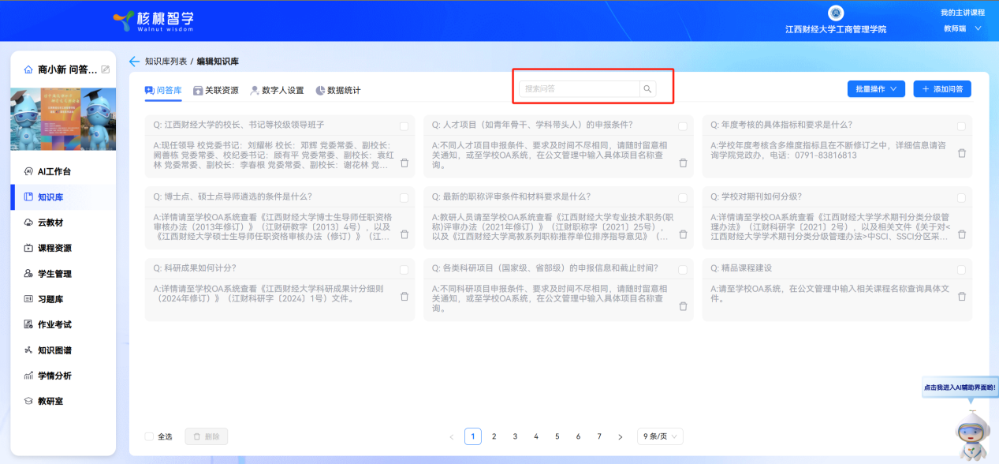 核桃智学
Walnut wisdom
江西财经大学工商管理学院
我的主讲课程
教师端
商小新 问答...
AI工作台
知识库
云教材
课程资源
学生管理
习题库
作业考试
知识图谱
学情分析
教研室
知识库列表 / 编辑知识库
问答库 关联资源 数字人设置 数据统计
搜索问答
批量操作
+ 添加问答
Q: 江西财经大学的校长、书记等校级领导班子
A:现任领导 校党委书记：刘耀彬 校长：邓辉 党委常委、副校长：
阙善栋 党委常委、校纪委书记：顾有平 党委常委、副校长：袁红
林 党委常委、副校长：李春根 党委常委、副校长：谢花林 党...
Q: 人才项目（如青年骨干、学科带头人）的申报条件?
A:不同人才项目申报条件、要求及时间不尽相同，请随时留意相
关通知，或至学校OA系统，在公文管理中输入具体项目名称查
询。
Q: 年度考核的具体指标和要求是什么?
A:学校年度考核含多维度指标且在不断修订之中，详细信息请咨
询学院党政办，电话：0791-83816813
Q: 博士点、硕士点导师遴选的条件是什么?
A:详情请至学校OA系统查看《江西财经大学博士生导师任职资格
审核办法（2013年修订）》（江财研教字〔2013〕4号），以及
《江西财经大学硕士生导师任职资格审核办法（修订）》（江...
Q: 最新的职称评审条件和材料要求是什么?
A:教研人员请至学校OA系统查看《江西财经大学专业技术职务(职
称)评审办法（2021年修订）》（江财职称字〔2021〕25号），
以及《江西财经大学高教系列职称推荐单位排序指导意见》（...
Q: 学校对期刊如何分级?
A:详情请至学校OA系统查看《江西财经大学学术期刊分类分级管
理办法》（江财科研字〔2021〕2号），以及相关文件《关于对<
江西财经大学学术期刊分类分级管理办法>中SCI、SSCI分区采...
Q: 科研成果如何计分?
A:详情请至学校OA系统查看《江西财经大学科研成果计分细则
（2024年修订）》（江财科研字〔2024〕1号）文件。
Q: 各类科研项目（国家级、省部级）的申报信息和截止时间?
A:不同科研项目申报条件、要求及时间不尽相同，请随时留意相
关通知，或至学校OA系统，在公文管理中输入具体项目名称查
询。
Q: 精品课程建设
A:请至学校OA系统，在公文管理中输入相关课程名称查询具体文
件。
点击我进入AI辅助界面哟!
全选 删除
< 1 2 3 4 5 6 7 > 9 条/页